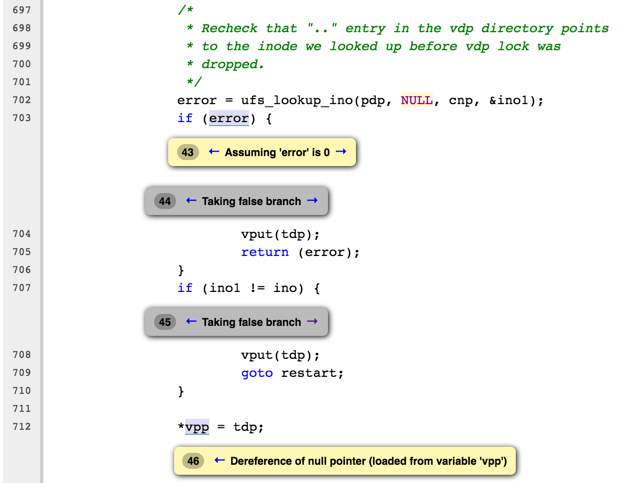 697 /*
698 * Recheck that ".." entry in the vdp directory points
699 * to the inode we looked up before vdp lock was
700 * dropped.
701 */
702 error = ufs_lookup_ino(pdp, NULL, cnp, &ino1);
703 if (error) {
43 ← Assuming 'error' is 0 →
44 ← Taking false branch →
704 vput(tdp);
705 return (error);
706 }
707 if (ino1 != ino) {
45 ← Taking false branch →
708 vput(tdp);
709 goto restart;
710 }
711
712 *vpp = tdp;
46 ← Dereference of null pointer (loaded from variable 'vpp')